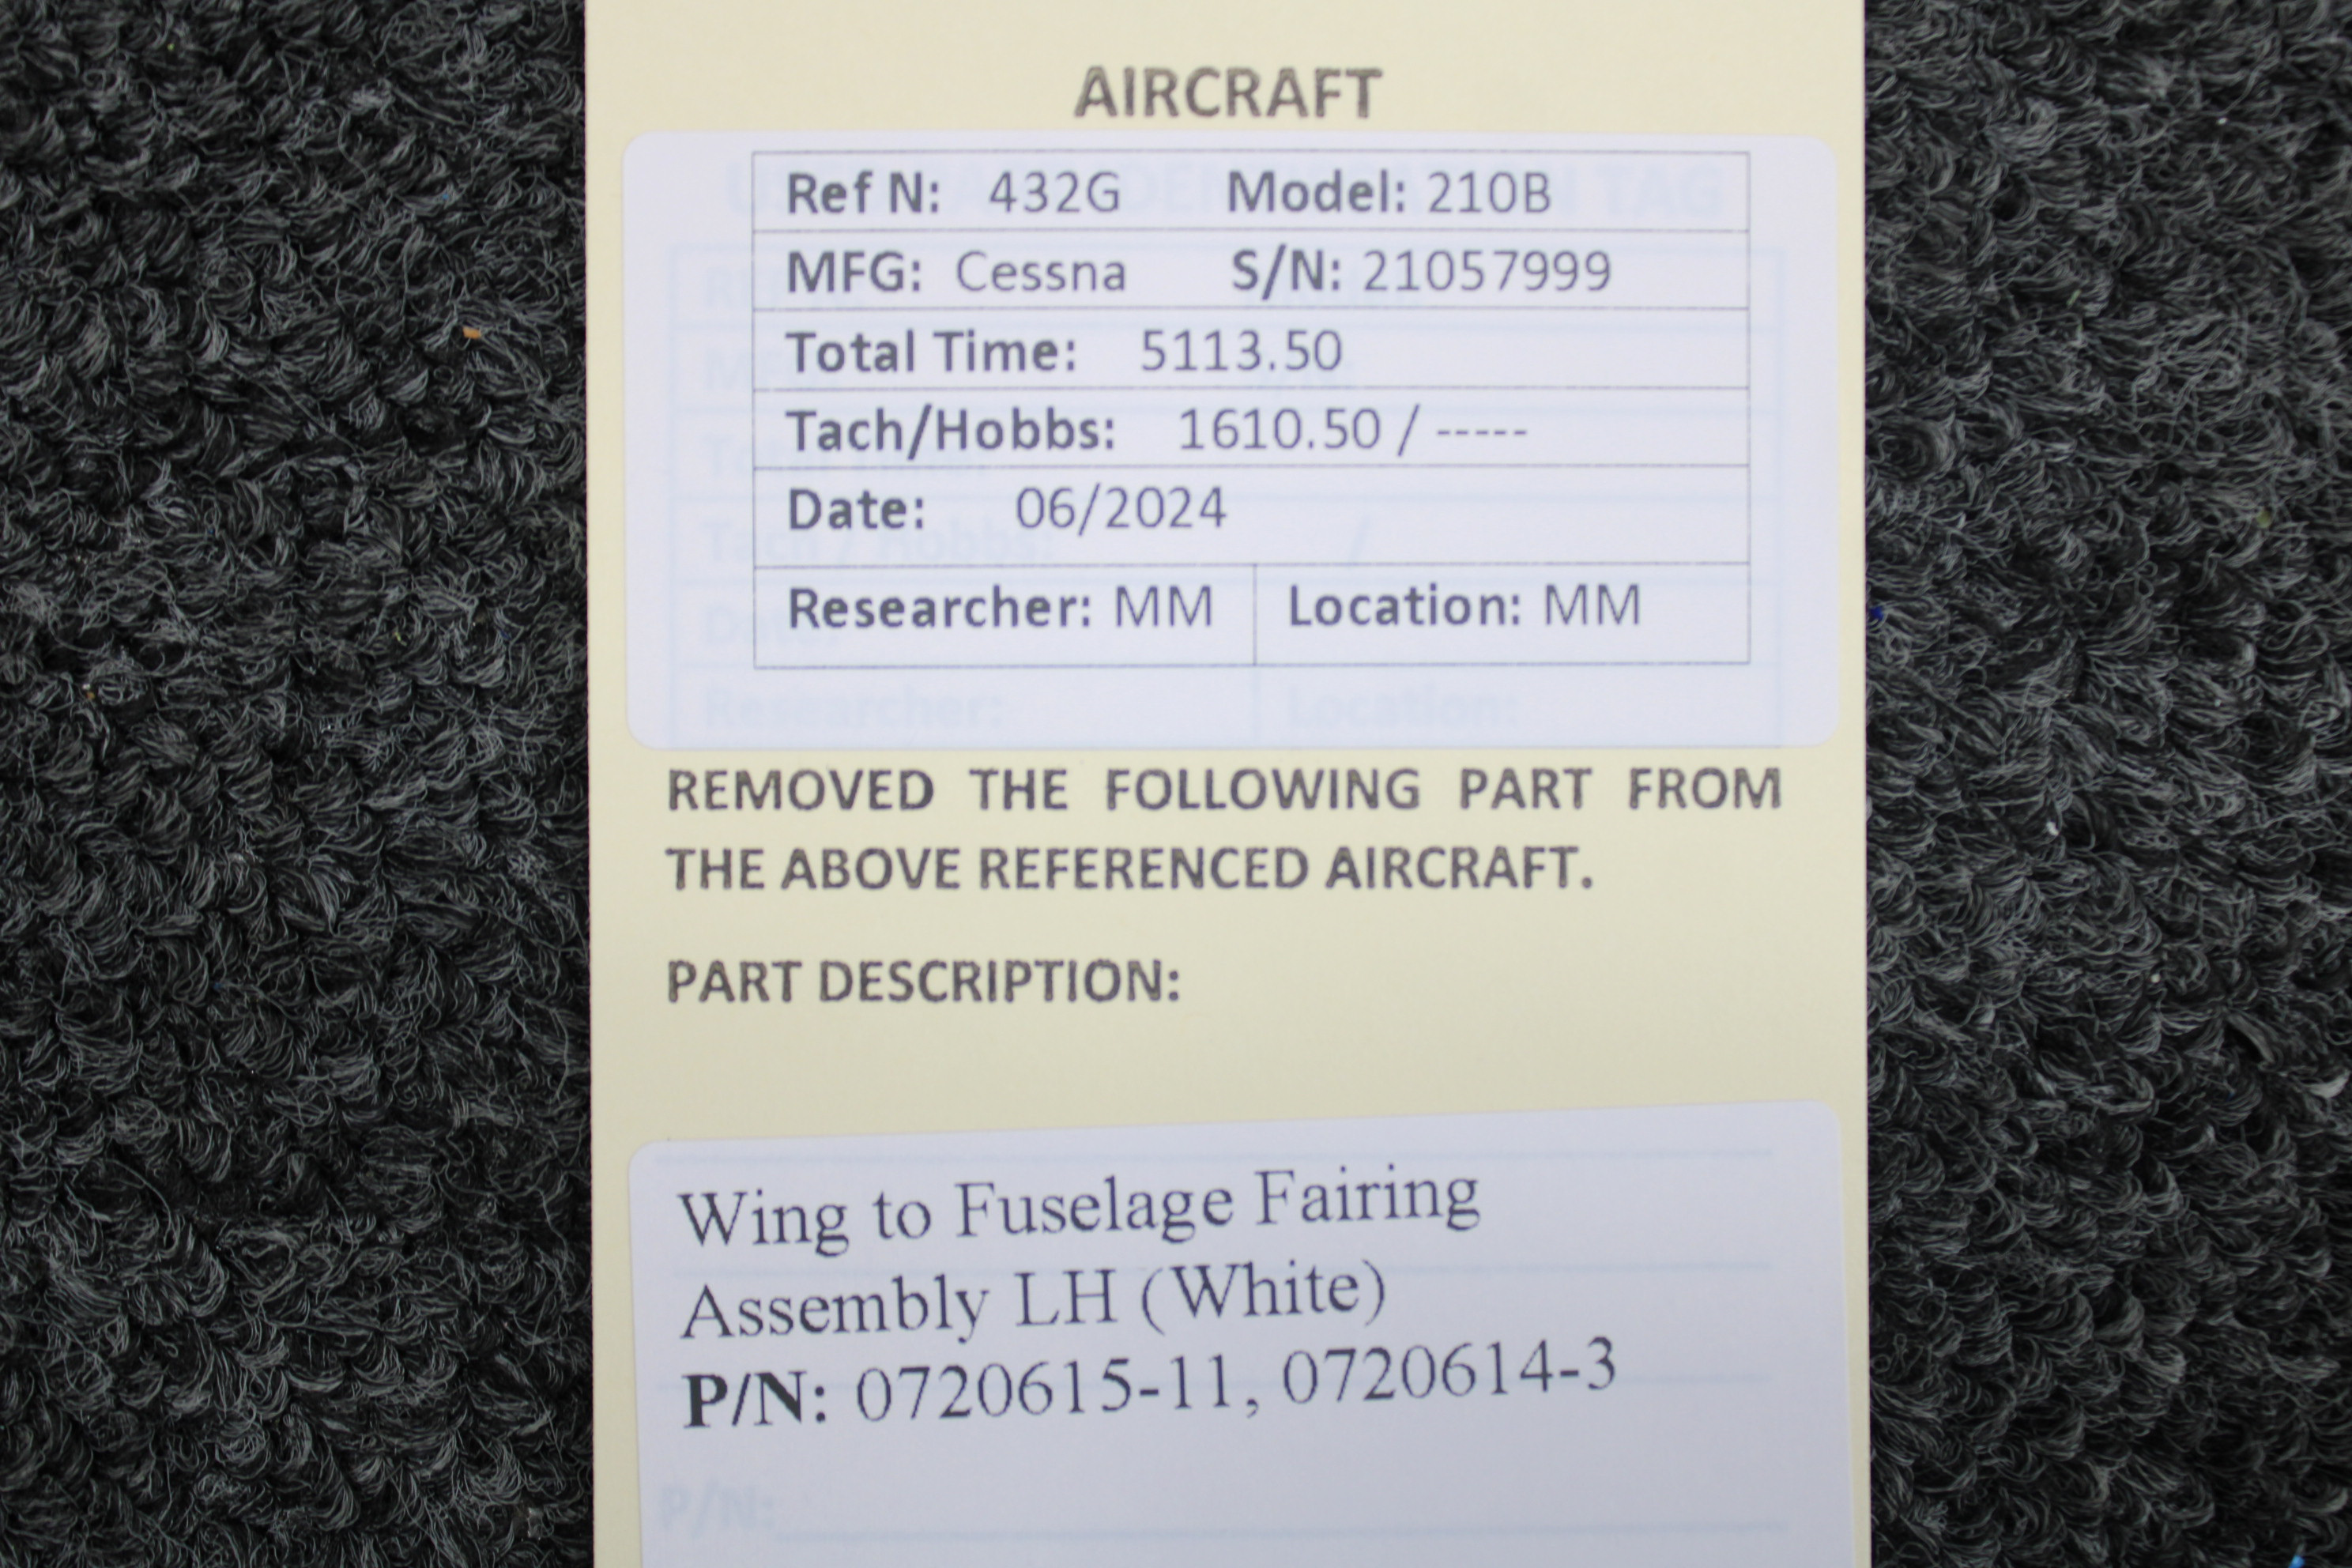 AIRCRAFT
Ref N: 432G Model: 210B
MFG: Cessna S/N: 21057999
Total Time: 5113.50
Tach/Hobbs: 1610.50 / -----
Date: 06/2024
Researcher: MM Location: MM
Researcher: Location:
REMOVED THE FOLLOWING PART FROM
THE ABOVE REFERENCED AIRCRAFT.
PART DESCRIPTION:
Wing to Fuselage Fairing
Assembly LH (White)
P/N: 0720615-11, 0720614-3
P/N: